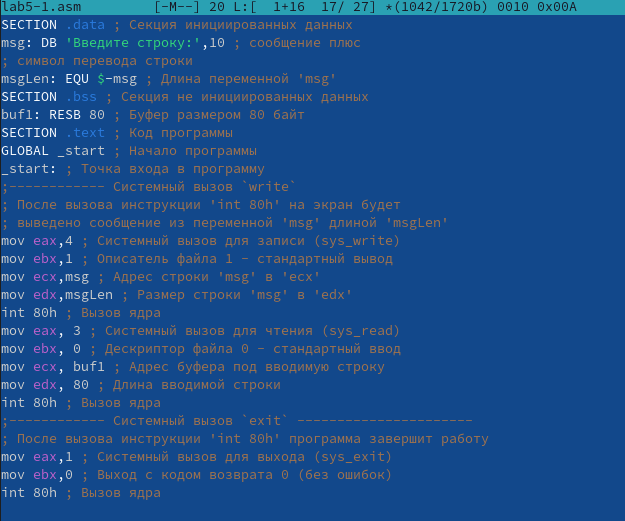 lab5-1.asm [-M--] 20 L:[ 1+16 17/ 27] *(1042/1720b) 0010 0x00A
SECTION .data ; Секция инициированных данных
msg: DB 'Введите строку:',10 ; сообщение плюс
; символ перевода строки
msgLen: EQU $-msg ; Длина переменной 'msg'
SECTION .bss ; Секция не инициированных данных
buf1: RESB 80 ; Буфер размером 80 байт
SECTION .text ; Код программы
GLOBAL _start ; Начало программы
_start: ; Точка входа в программу
;------------ Системный вызов `write`
; После вызова инструкции 'int 80h' на экран будет
; выведено сообщение из переменной 'msg' длиной 'msgLen'
mov eax,4 ; Системный вызов для записи (sys_write)
mov ebx,1 ; Описатель файла 1 - стандартный вывод
mov ecx,msg ; Адрес строки 'msg' в 'ecx'
mov edx,msgLen ; Размер строки 'msg' в 'edx'
int 80h ; Вызов ядра
mov eax, 3 ; Системный вызов для чтения (sys_read)
mov ebx, 0 ; Дескриптор файла 0 - стандартный ввод
mov ecx, buf1 ; Адрес буфера под вводимую строку
mov edx, 80 ; Длина вводимой строки
int 80h ; Вызов ядра
;------------ Системный вызов `exit` -----------------------
; После вызова инструкции 'int 80h' программа завершит работу
mov eax,1 ; Системный вызов для выхода (sys_exit)
mov ebx,0 ; Выход с кодом возврата 0 (без ошибок)
int 80h ; Вызов ядра